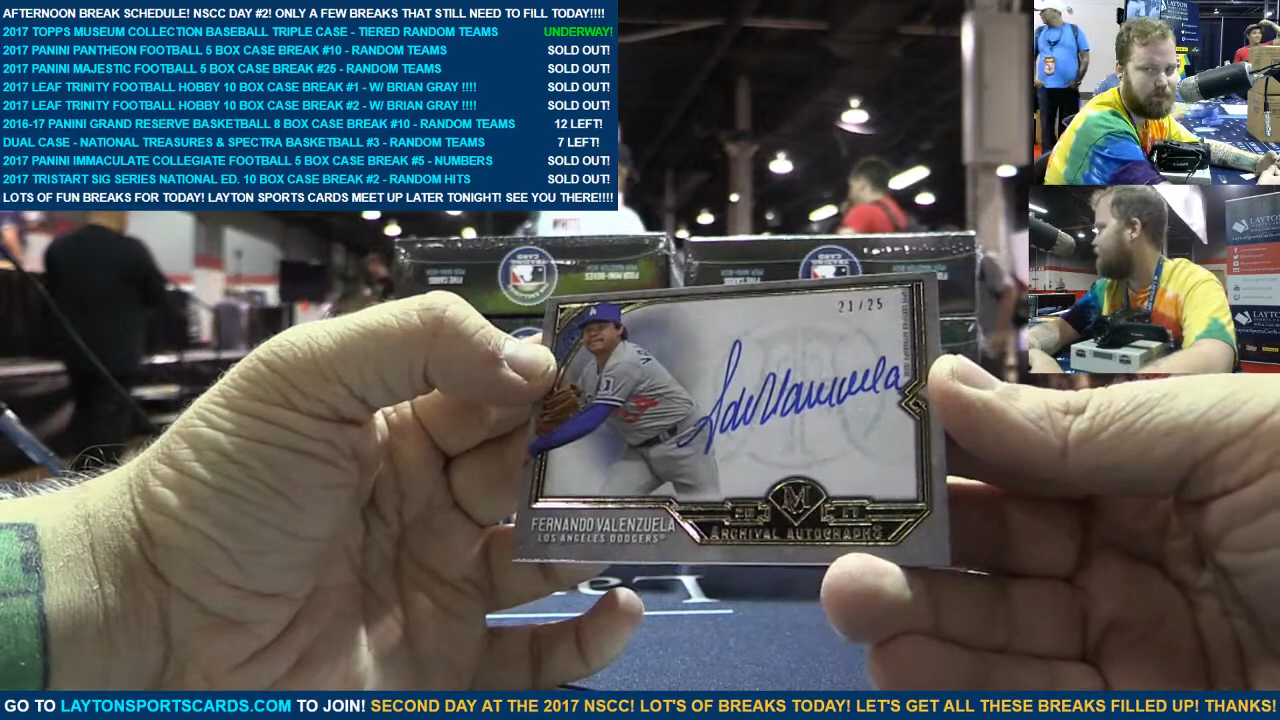 AFTERNOON BREAK SCHEDULE! NSCC DAY #2! ONLY A FEW BREAKS THAT STILL NEED TO FILL TODAY!!!!
2017 TOPPS MUSEUM COLLECTION BASEBALL TRIPLE CASE - TIERED RANDOM TEAMS UNDERWAY!
2017 PANINI PANTHEON FOOTBALL 5 BOX CASE BREAK #10 - RANDOM TEAMS SOLD OUT!
2017 PANINI MAJESTIC FOOTBALL 5 BOX CASE BREAK #25 - RANDOM TEAMS SOLD OUT!
2017 LEAF TRINITY FOOTBALL HOBBY 10 BOX CASE BREAK #1 - W/ BRIAN GRAY !!!! SOLD OUT!
2017 LEAF TRINITY FOOTBALL HOBBY 10 BOX CASE BREAK #2 - W/ BRIAN GRAY !!!! SOLD OUT!
2016-17 PANINI GRAND RESERVE BASKETBALL 8 BOX CASE BREAK #10 - RANDOM TEAMS 12 LEFT!
DUAL CASE - NATIONAL TREASURES & SPECTRA BASKETBALL #3 - RANDOM TEAMS 7 LEFT!
2017 PANINI IMMACULATE COLLEGIATE FOOTBALL 5 BOX CASE BREAK #5 - NUMBERS SOLD OUT!
2017 TRISTART SIG SERIES NATIONAL ED. 10 BOX CASE BREAK #2 - RANDOM HITS SOLD OUT!
LOTS OF FUN BREAKS FOR TODAY! LAYTON SPORTS CARDS MEET UP LATER TONIGHT! SEE YOU THERE!!!!
21/25
FERNANDO VALENZUELA
LOS ANGELES DODGERS
M
ARCHIVAL AUTOGRAPHS
GO TO LAYTONSPORTSCARDS.COM TO JOIN! SECOND DAY AT THE 2017 NSCC! LOT'S OF BREAKS TODAY! LET'S GET ALL THESE BREAKS FILLED UP! THANKS!